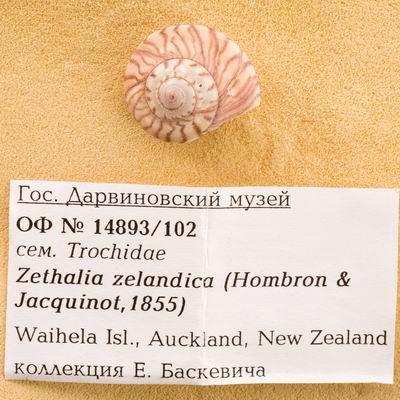 Гос. Дарвиновский музей
ОФ № 14893/102
сем. Trochidae
Zethalia zelandica (Hombron &
Jacquinot,1855)
Waihela Isl., Auckland, New Zealand
коллекция Е. Баскевича